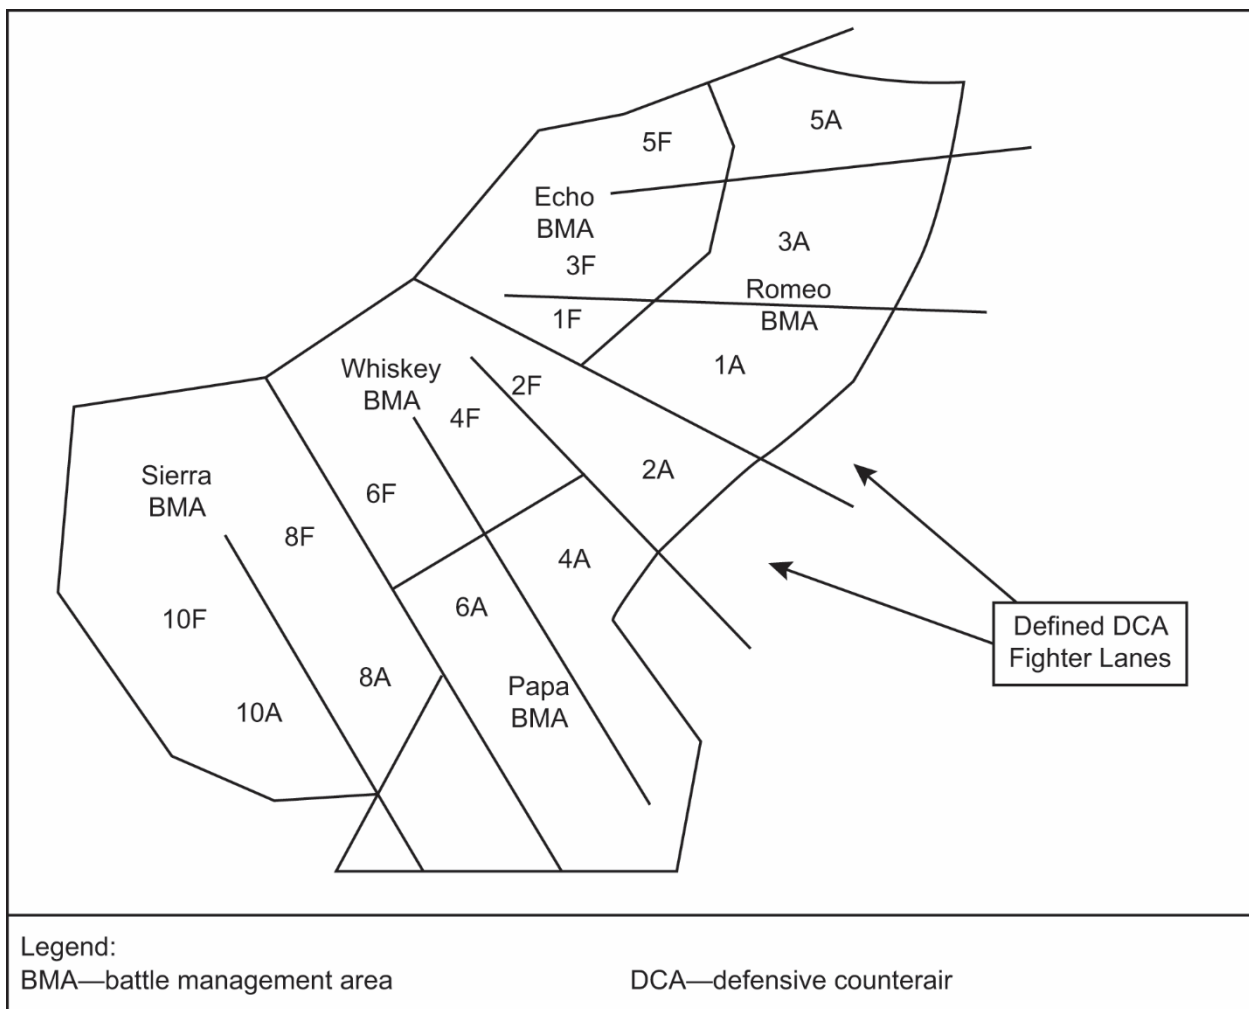 5A
5F
Echo
BMA
3A
3F
Romeo
BMA
1F
1A
Whiskey
BMA
2F
4F
2A
Sierra
BMA
6F
8F
4A
6A
10F
Defined DCA
Fighter Lanes
8A
Papa
BMA
10A
Legend:
BMA—battle management area
DCA—defensive counterair